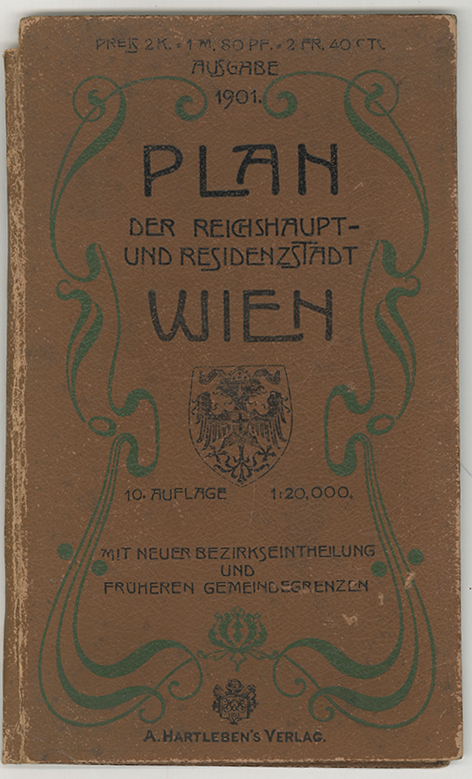 PREIS 2 K. = 1 M. 80 PF. = 2 FR. 40 CTS.
AUSGABE
1901.
PLAN
DER REICHSHAUPT-
UND RESIDENZSTADT
WIEN
10. AUFLAGE 1:20,000.
MIT NEUER BEZIRKSEINTHEILUNG
UND
FRÜHEREN GEMEINDEGRENZEN
A. HARTLEBEN'S VERLAG.